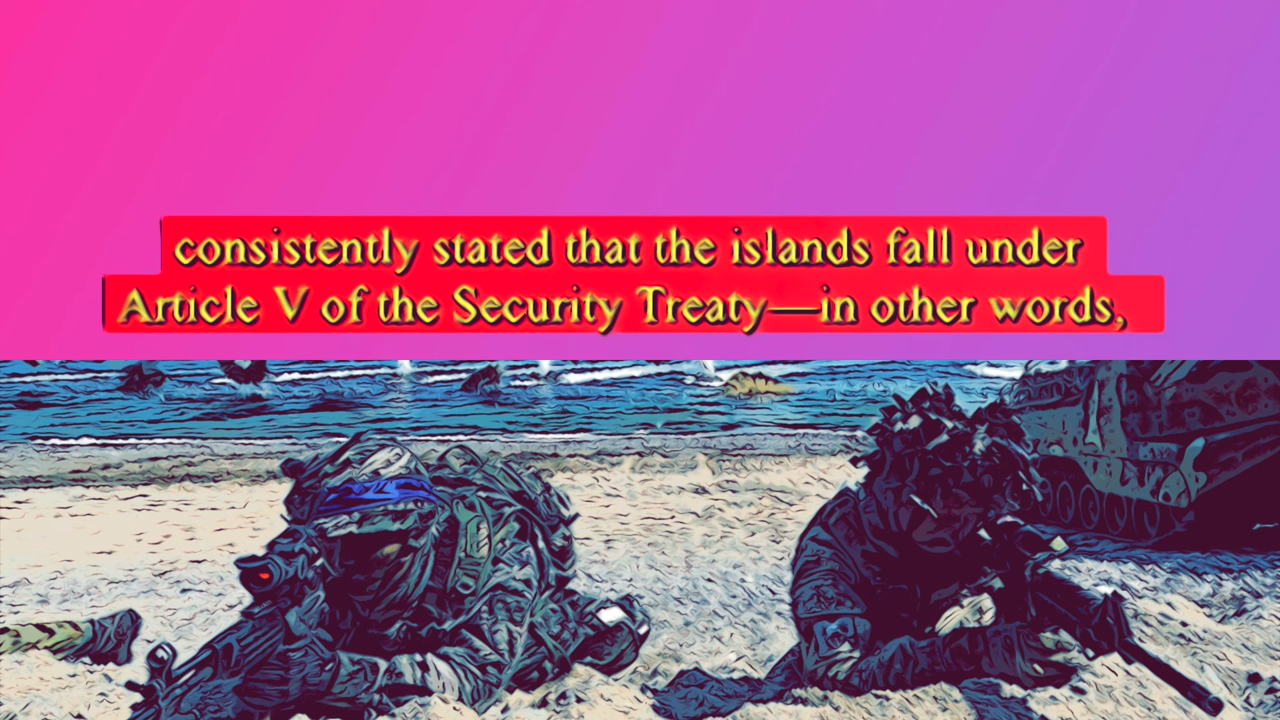 consistently stated that the islands fall under
Article V of the Security Treaty—in other words,